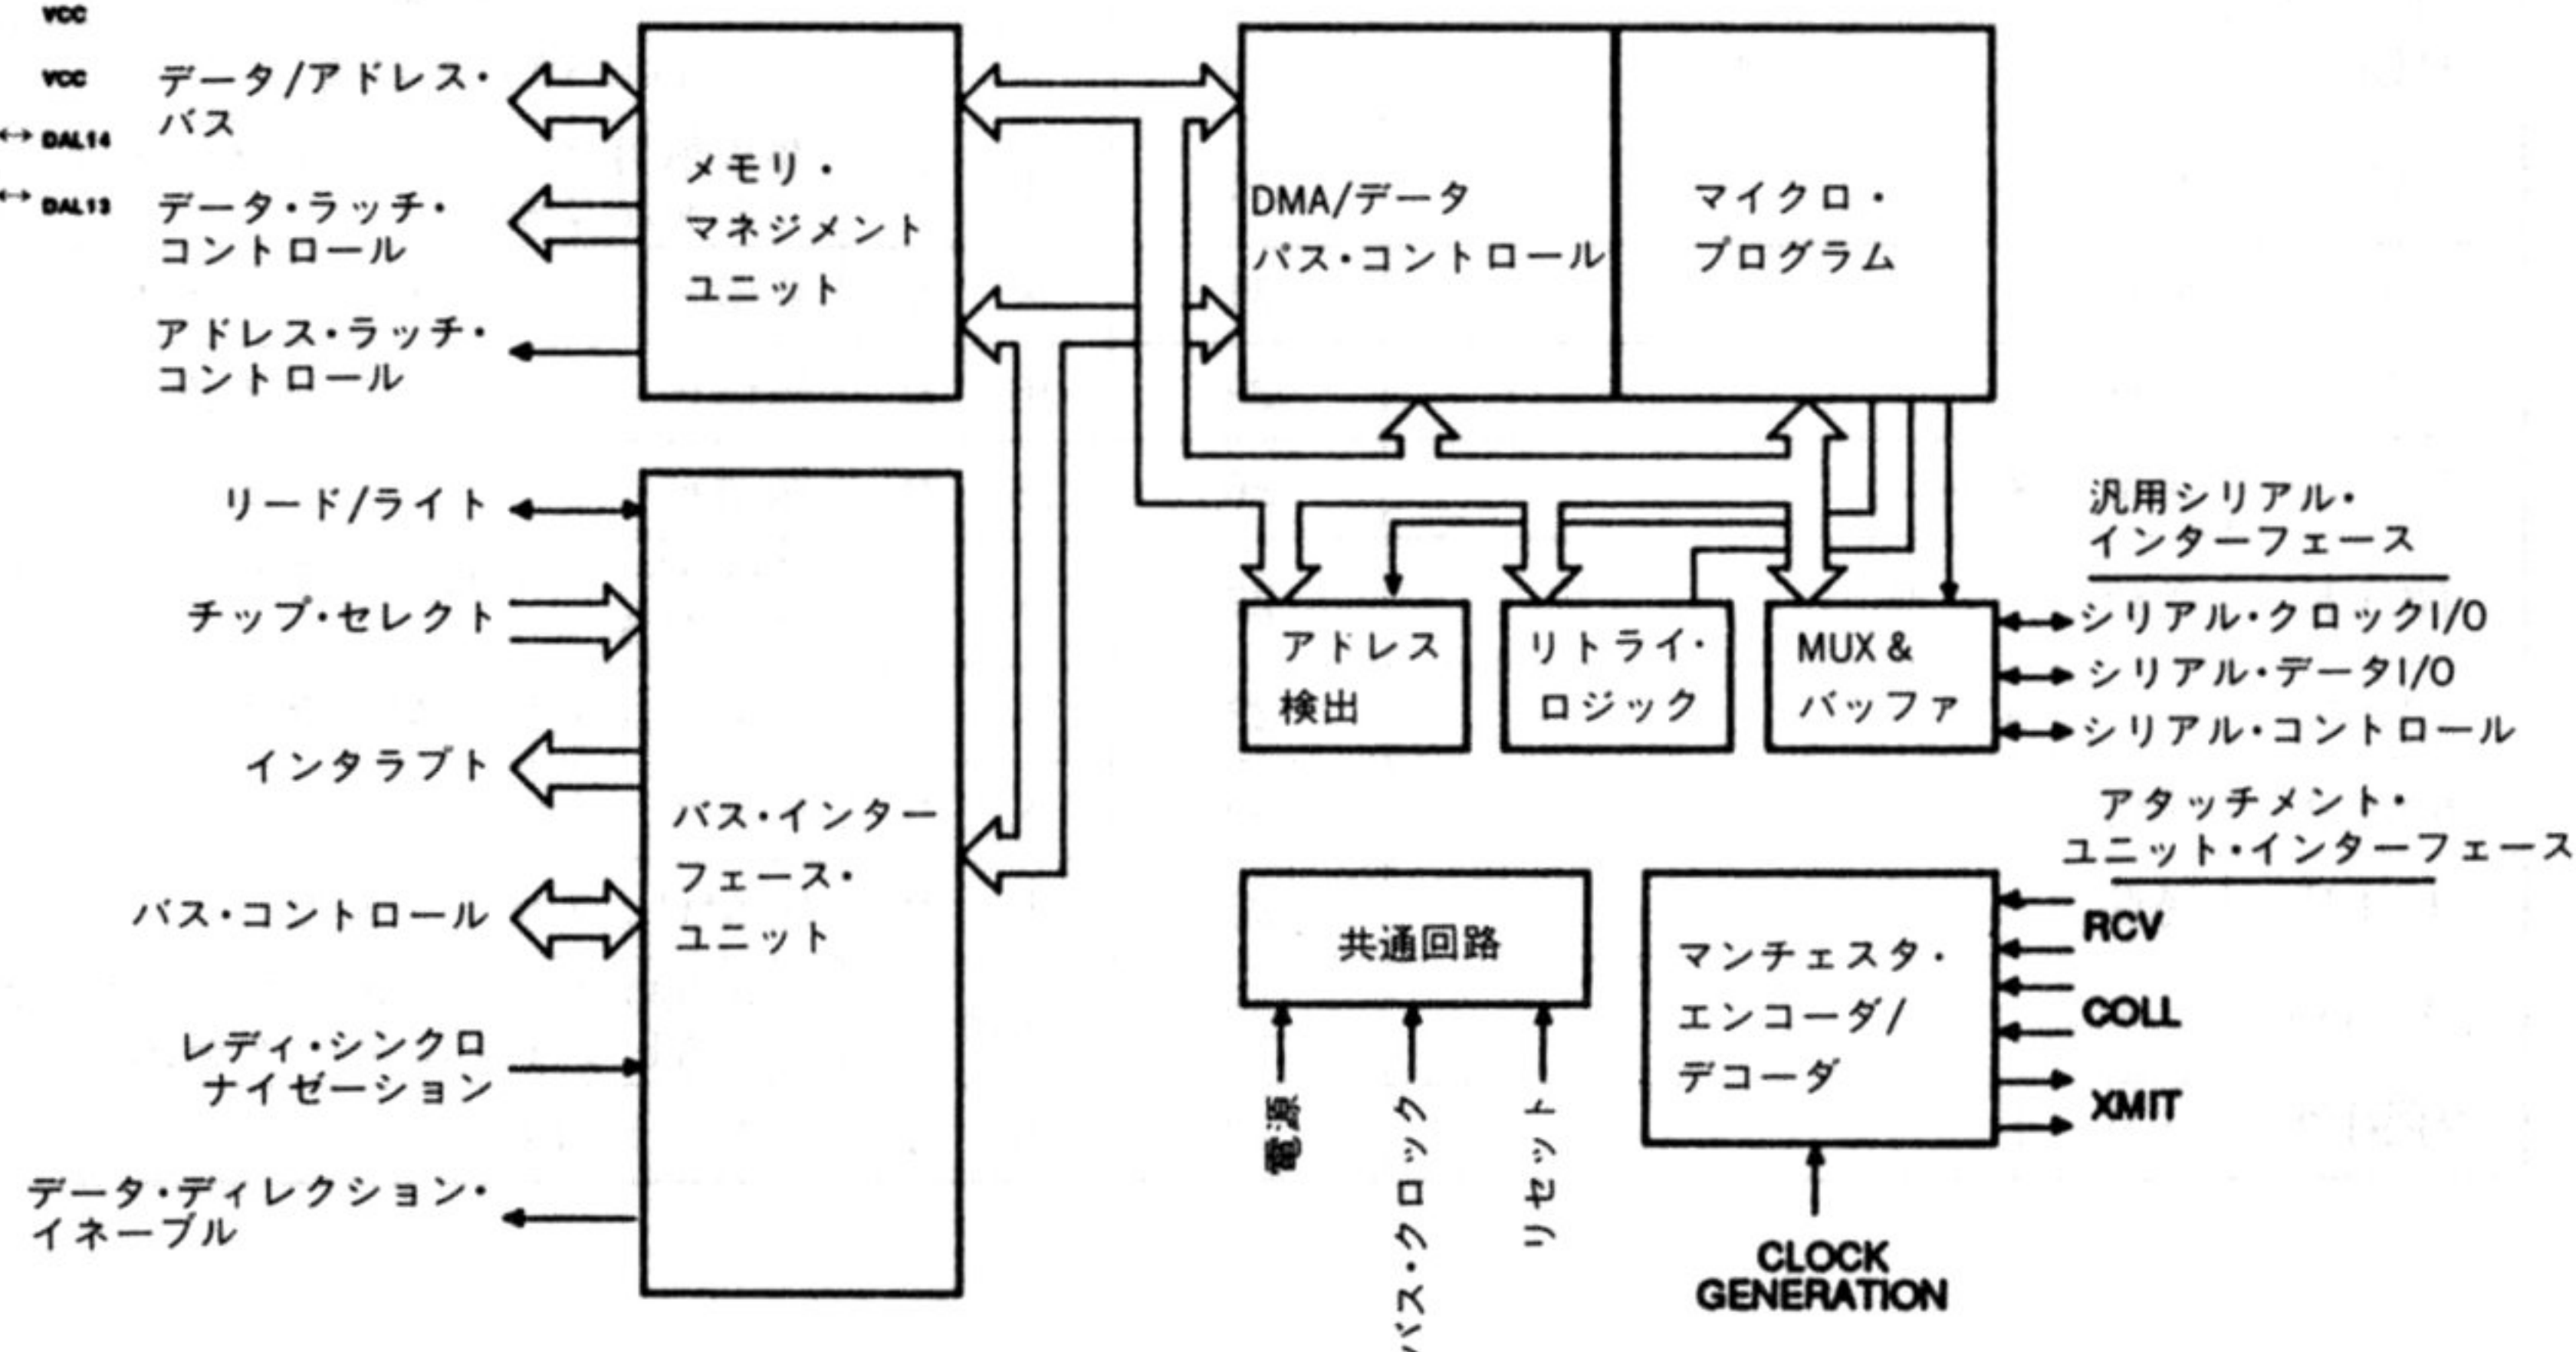 VCC
VCC
↔ DAL14
↔ DAL13
データ/アドレス・
バス
データ・ラッチ・
コントロール
アドレス・ラッチ・
コントロール
リード/ライト
チップ・セレクト
インタラプト
バス・コントロール
レディ・シンクロ
ナイゼーション
データ・ディレクション・
イネーブル
メモリ・
マネジメント
ユニット
バス・インター
フェース・
ユニット
DMA/データ
パス・コントロール
マイクロ・
プログラム
アドレス
検出
リトライ・
ロジック
MUX &
バッファ
汎用シリアル・
インターフェース
シリアル・クロックI/O
シリアル・データI/O
シリアル・コントロール
アタッチメント・
ユニット・インターフェース
共通回路
電源
バス・クロック
リセット
マンチェスタ・
エンコーダ/
デコーダ
RCV
COLL
XMIT
CLOCK
GENERATION